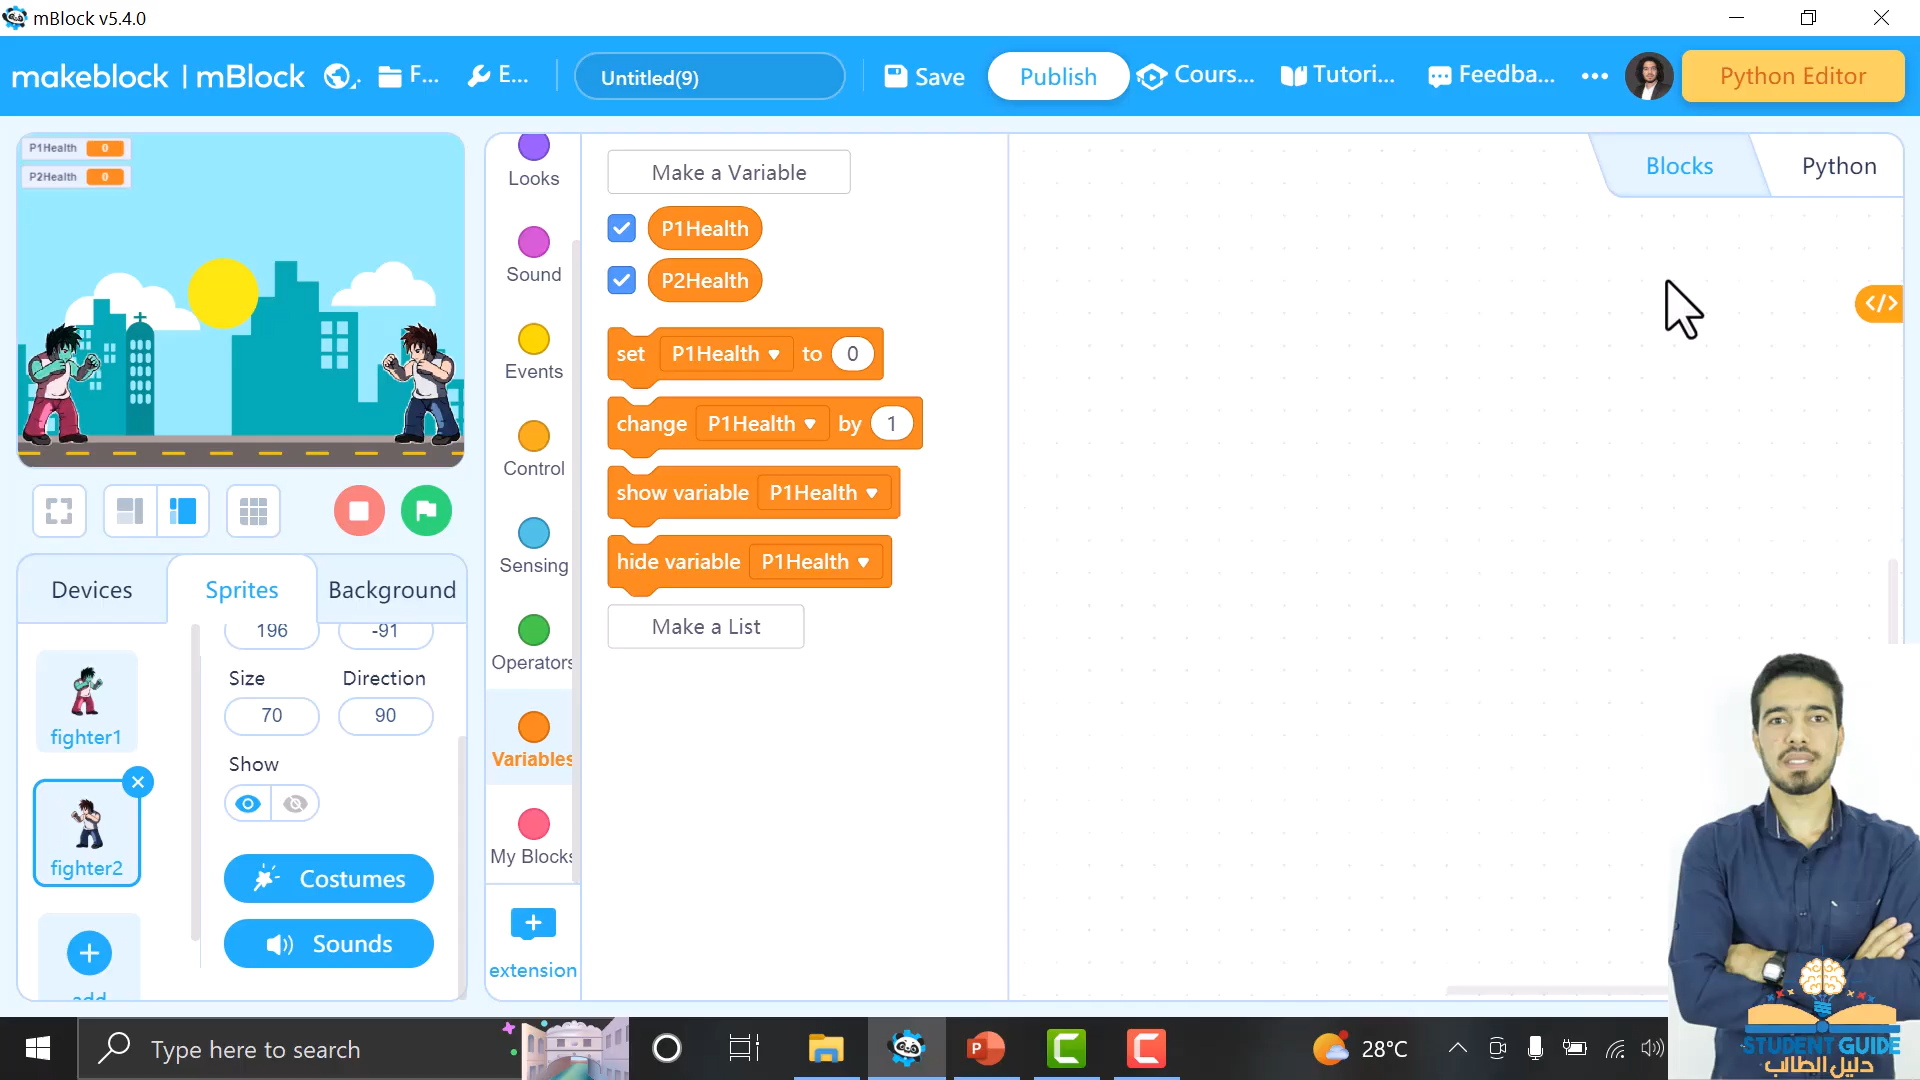 mBlock v5.4.0
makeblock | mBlock
F...
E...
Untitled(9)
Save
Publish
Cours...
Tutori...
Feedba...
Python Editor
P1Health 0
P2Health 0
Looks
Sound
Events
Control
Sensing
Operators
Variables
My Blocks
extension
Make a Variable
P1Health
P2Health
set P1Health to 0
change P1Health by 1
show variable P1Health
hide variable P1Health
Make a List
Blocks
Python
</>
Devices
Sprites
Background
196
-91
Size
Direction
70
90
Show
Costumes
Sounds
fighter1
fighter2
add
Type here to search
28°C
STUDENT GUIDE
دليل الطالب